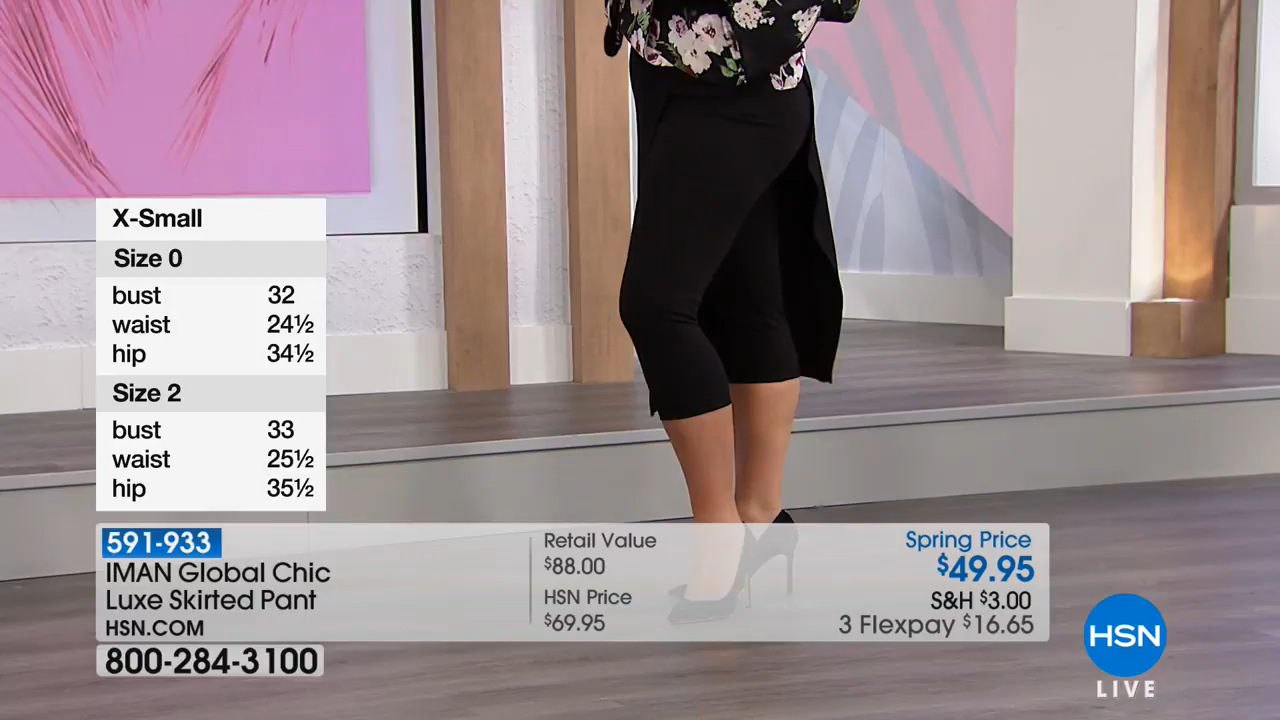 X-Small
Size 0
bust 32
waist 24½
hip 34½
Size 2
bust 33
waist 25½
hip 35½
591-933
IMAN Global Chic
Luxe Skirted Pant
HSN.COM
800-284-3100
Retail Value
$88.00
HSN Price
$69.95
Spring Price
$49.95
S&H $3.00
3 Flexpay $16.65
HSN
LIVE